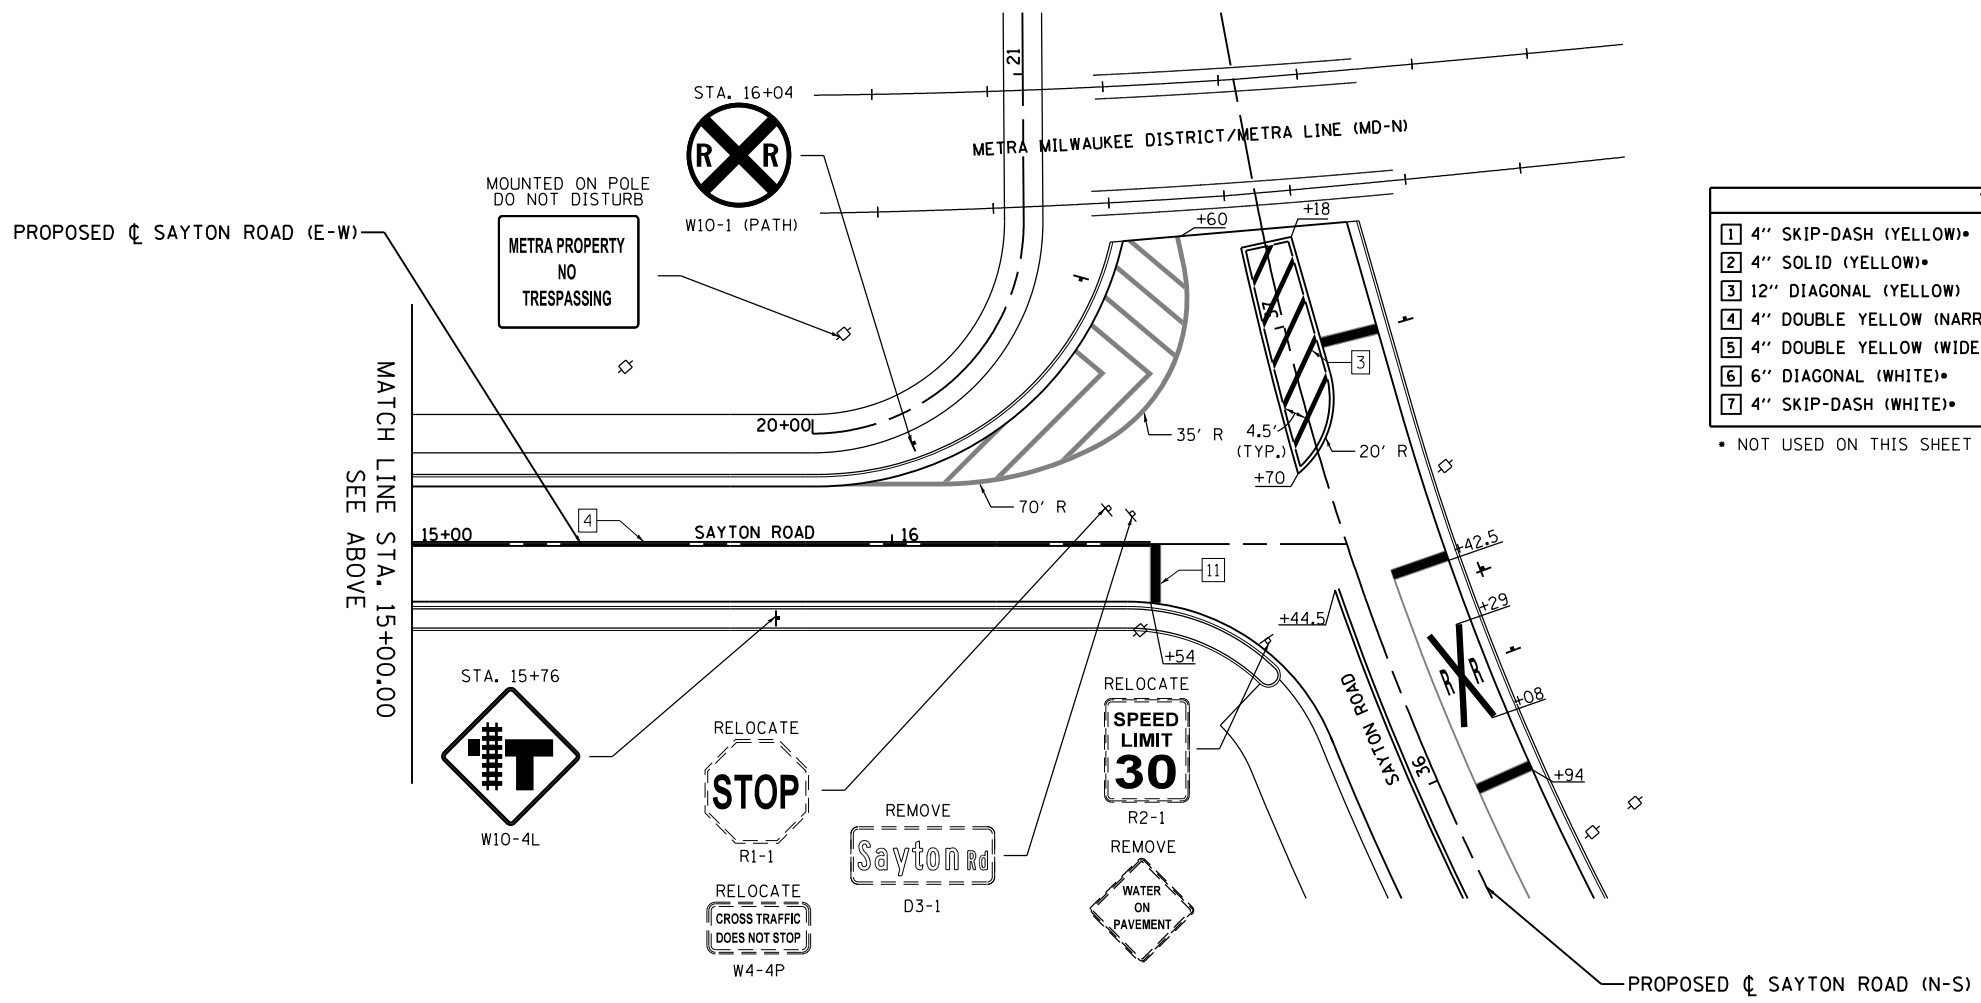 STA. 16+04
R R
W10-1 (PATH)
21
METRA MILWAUKEE DISTRICT/METRA LINE (MD-N)
MOUNTED ON POLE
DO NOT DISTURB
METRA PROPERTY
NO
TRESPASSING
PROPOSED ℄ SAYTON ROAD (E-W)
+60
+18
37
3
4.5'
(TYP.)
20' R
+70
35' R
70' R
20+00
MATCH LINE STA. 15+00.00
SEE ABOVE
15+00
4
SAYTON ROAD
16
11
+54
+44.5
+42.5
+29
R R
+08
+94
SAYTON ROAD
36
STA. 15+76
W10-4L
RELOCATE
STOP
R1-1
RELOCATE
CROSS TRAFFIC
DOES NOT STOP
W4-4P
REMOVE
Sayton Rd
D3-1
RELOCATE
SPEED
LIMIT
30
R2-1
REMOVE
WATER
ON
PAVEMENT
PROPOSED ℄ SAYTON ROAD (N-S)
1 4'' SKIP-DASH (YELLOW)*
2 4'' SOLID (YELLOW)*
3 12'' DIAGONAL (YELLOW)
4 4'' DOUBLE YELLOW (NARR
5 4'' DOUBLE YELLOW (WIDE
6 6'' DIAGONAL (WHITE)*
7 4'' SKIP-DASH (WHITE)*
* NOT USED ON THIS SHEET